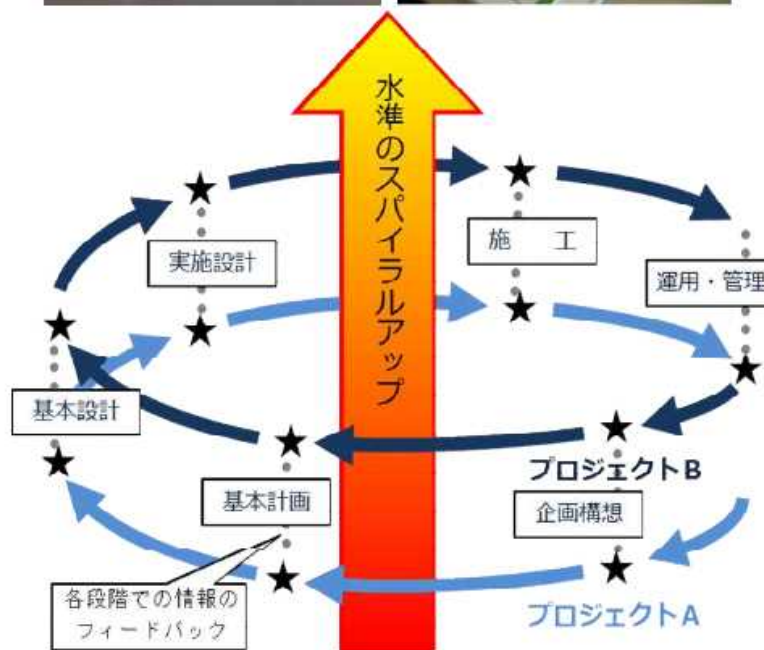 水準のスパイラルアップ
実施設計
施　工
運用・管理
基本設計
基本計画
プロジェクトB
企画構想
各段階での情報の
フィードバック
プロジェクトA